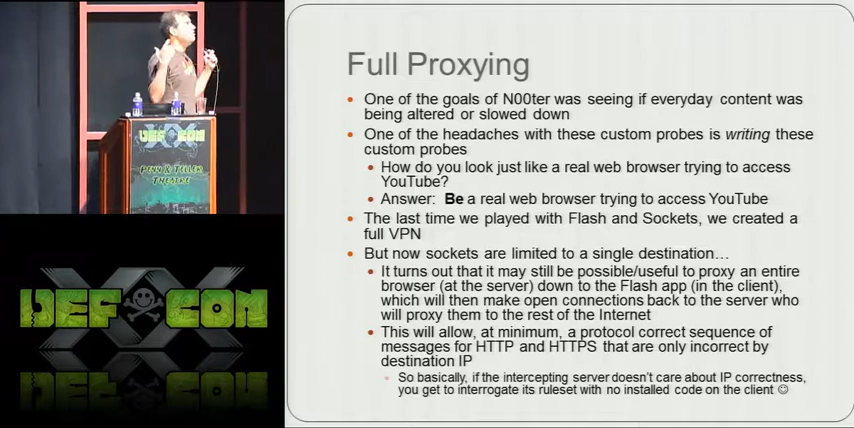 DEF CON
PENN & TELLER
THEATRE
DEF CON
XX
Full Proxying
• One of the goals of N00ter was seeing if everyday content was
being altered or slowed down
• One of the headaches with these custom probes is writing these
custom probes
• How do you look just like a real web browser trying to access
YouTube?
• Answer: Be a real web browser trying to access YouTube
• The last time we played with Flash and Sockets, we created a
full VPN
• But now sockets are limited to a single destination…
• It turns out that it may still be possible/useful to proxy an entire
browser (at the server) down to the Flash app (in the client),
which will then make open connections back to the server who
will proxy them to the rest of the Internet
• This will allow, at minimum, a protocol correct sequence of
messages for HTTP and HTTPS that are only incorrect by
destination IP
• So basically, if the intercepting server doesn't care about IP correctness,
you get to interrogate its ruleset with no installed code on the client ☺